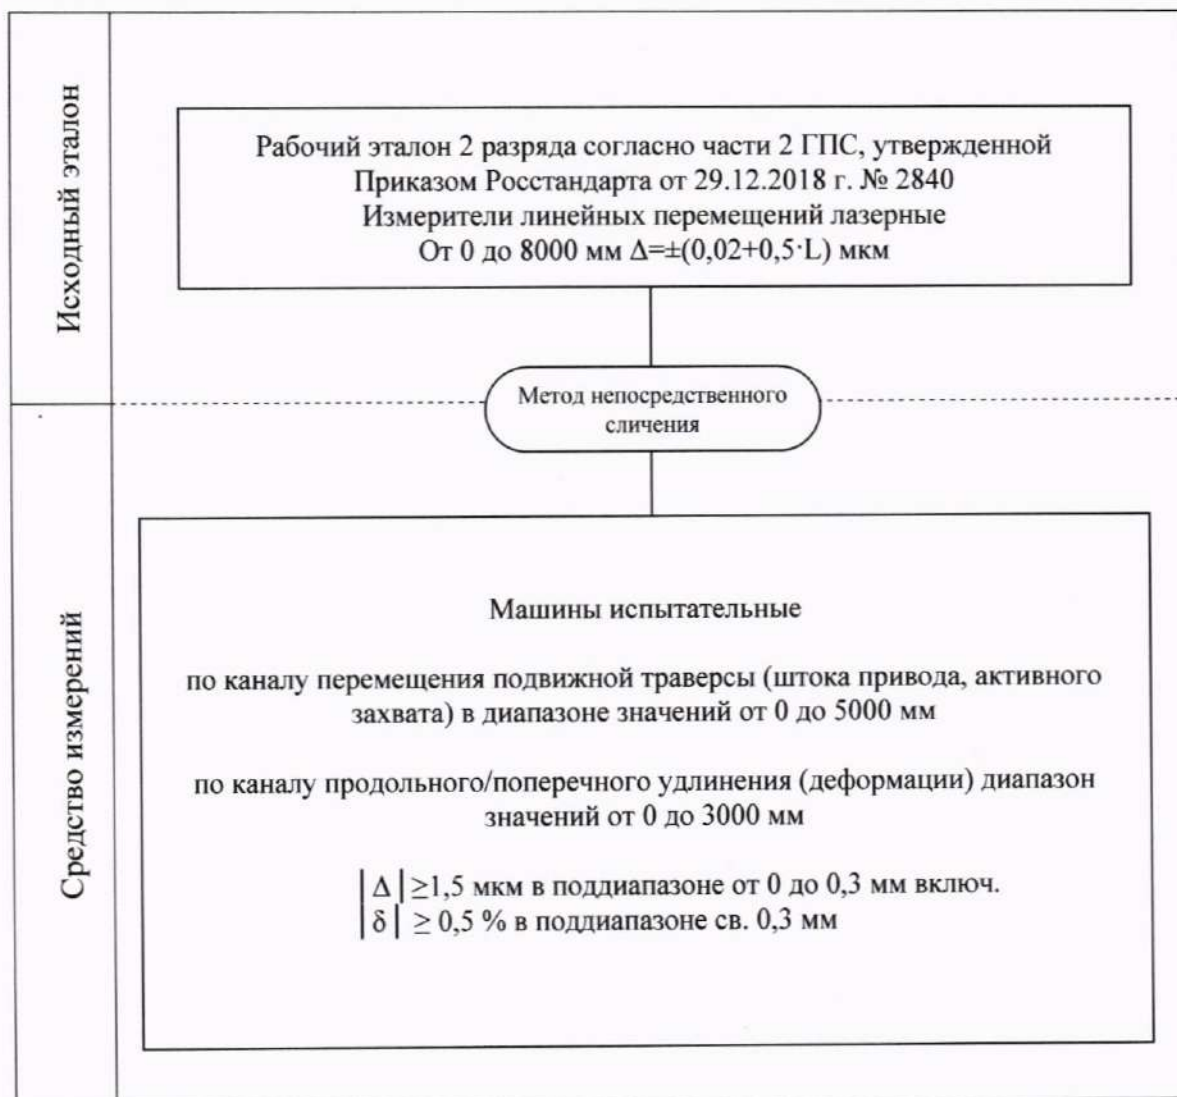 Исходный эталон
Рабочий эталон 2 разряда согласно части 2 ГПС, утвержденной
Приказом Росстандарта от 29.12.2018 г. № 2840
Измерители линейных перемещений лазерные
От 0 до 8000 мм Δ=±(0,02+0,5·L) мкм
Метод непосредственного
сличения
Средство измерений
Машины испытательные
по каналу перемещения подвижной траверсы (штока привода, активного
захвата) в диапазоне значений от 0 до 5000 мм
по каналу продольного/поперечного удлинения (деформации) диапазон
значений от 0 до 3000 мм
|Δ| ≥1,5 мкм в поддиапазоне от 0 до 0,3 мм включ.
|δ| ≥ 0,5 % в поддиапазоне св. 0,3 мм